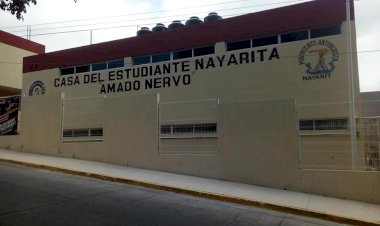 CASA DEL ESTUDIANTE NAYARITA
"AMADO NERVO"
MOVIMIENTO ANTORCHISTA
NAYARIT